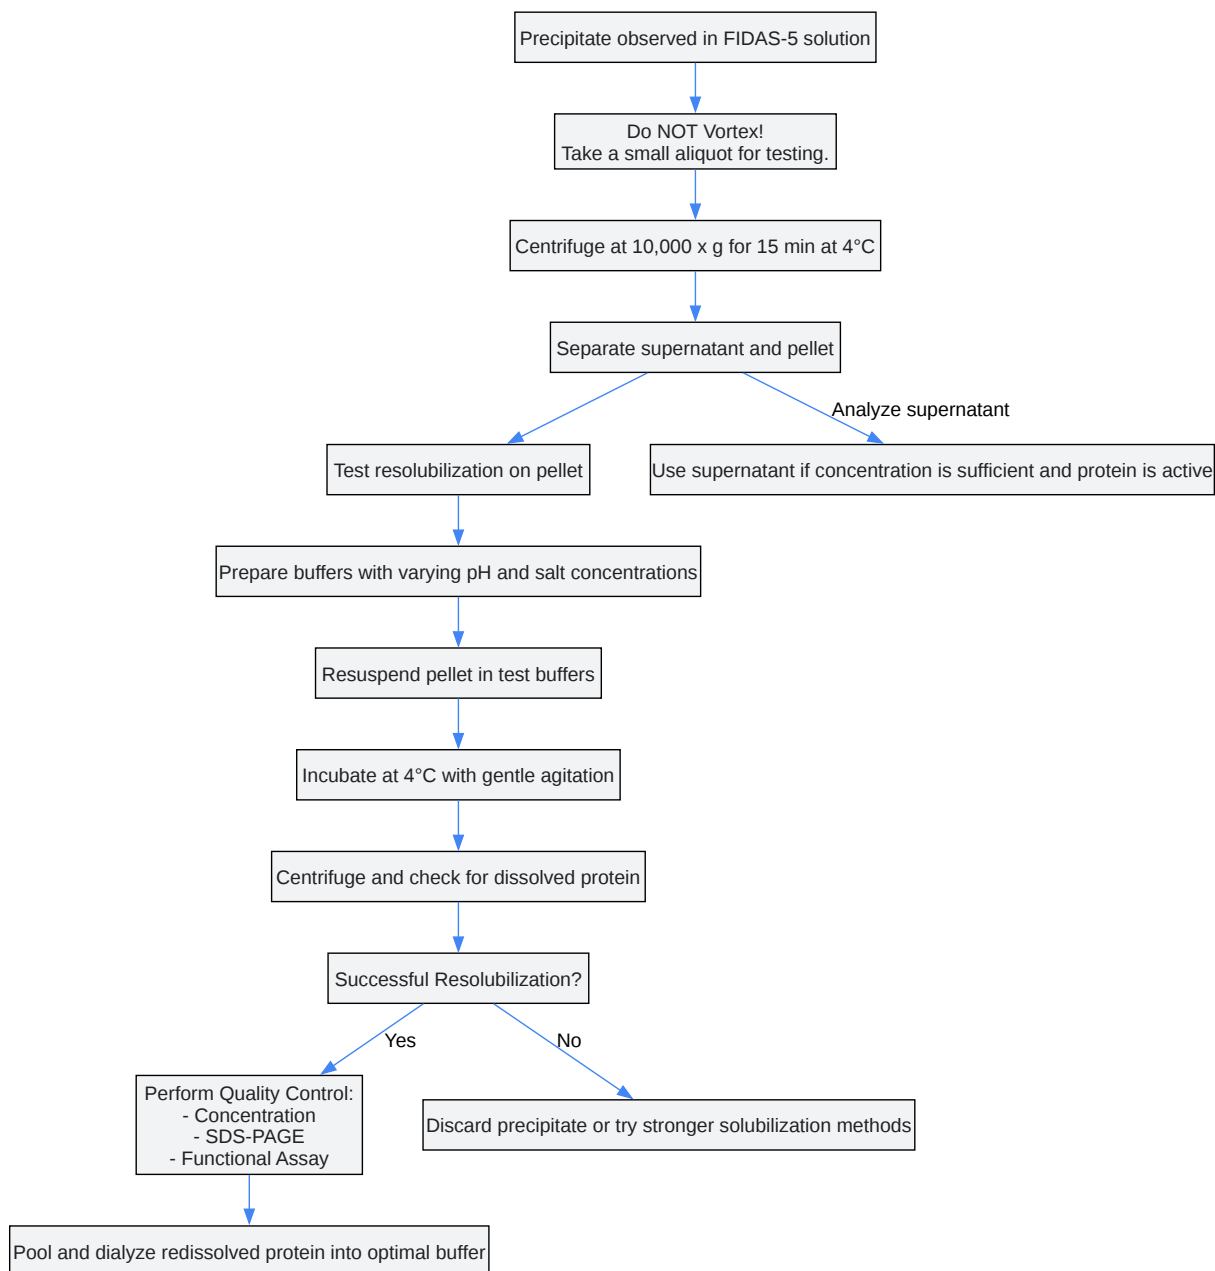 Precipitate observed in FIDAS-5 solution
Do NOT Vortex!
Take a small aliquot for testing.
Centrifuge at 10,000 x g for 15 min at 4°C
Separate supernatant and pellet
Analyze supernatant
Test resolubilization on pellet
Use supernatant if concentration is sufficient and protein is active
Prepare buffers with varying pH and salt concentrations
Resuspend pellet in test buffers
Incubate at 4°C with gentle agitation
Centrifuge and check for dissolved protein
Successful Resolubilization?
Yes
No
Perform Quality Control:
- Concentration
- SDS-PAGE
- Functional Assay
Discard precipitate or try stronger solubilization methods
Pool and dialyze redissolved protein into optimal buffer